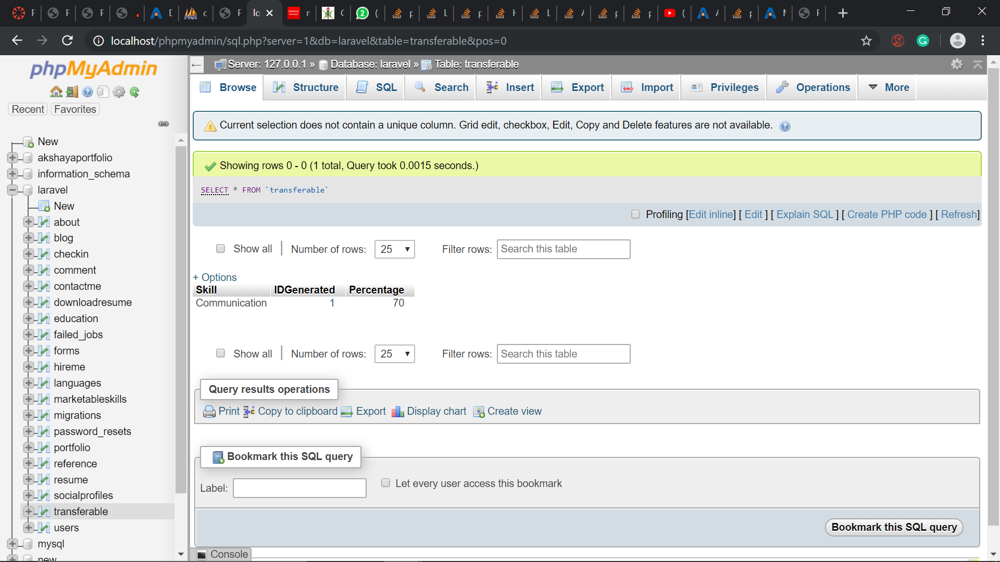 localhost/phpmyadmin/sql.php?server=1&db=laravel&table=transferable&pos=0
phpMyAdmin
Recent Favorites
New
akshayaportfolio
information_schema
laravel
New
about
blog
checkin
comment
contactme
downloadresume
education
failed_jobs
forms
hireme
languages
marketableskills
migrations
password_resets
portfolio
reference
resume
socialprofiles
transferable
users
mysql
new
Server: 127.0.0.1 » Database: laravel » Table: transferable
Browse Structure SQL Search Insert Export Import Privileges Operations More
Current selection does not contain a unique column. Grid edit, checkbox, Edit, Copy and Delete features are not available.
Showing rows 0 - 0 (1 total, Query took 0.0015 seconds.)
SELECT * FROM `transferable`
Profiling [Edit inline] [ Edit ] [ Explain SQL ] [ Create PHP code ] [ Refresh]
Show all Number of rows: 25 Filter rows: Search this table
+ Options
Skill IDGenerated Percentage
Communication 1 70
Show all Number of rows: 25 Filter rows: Search this table
Query results operations
Print Copy to clipboard Export Display chart Create view
Bookmark this SQL query
Label: Let every user access this bookmark
Bookmark this SQL query
Console